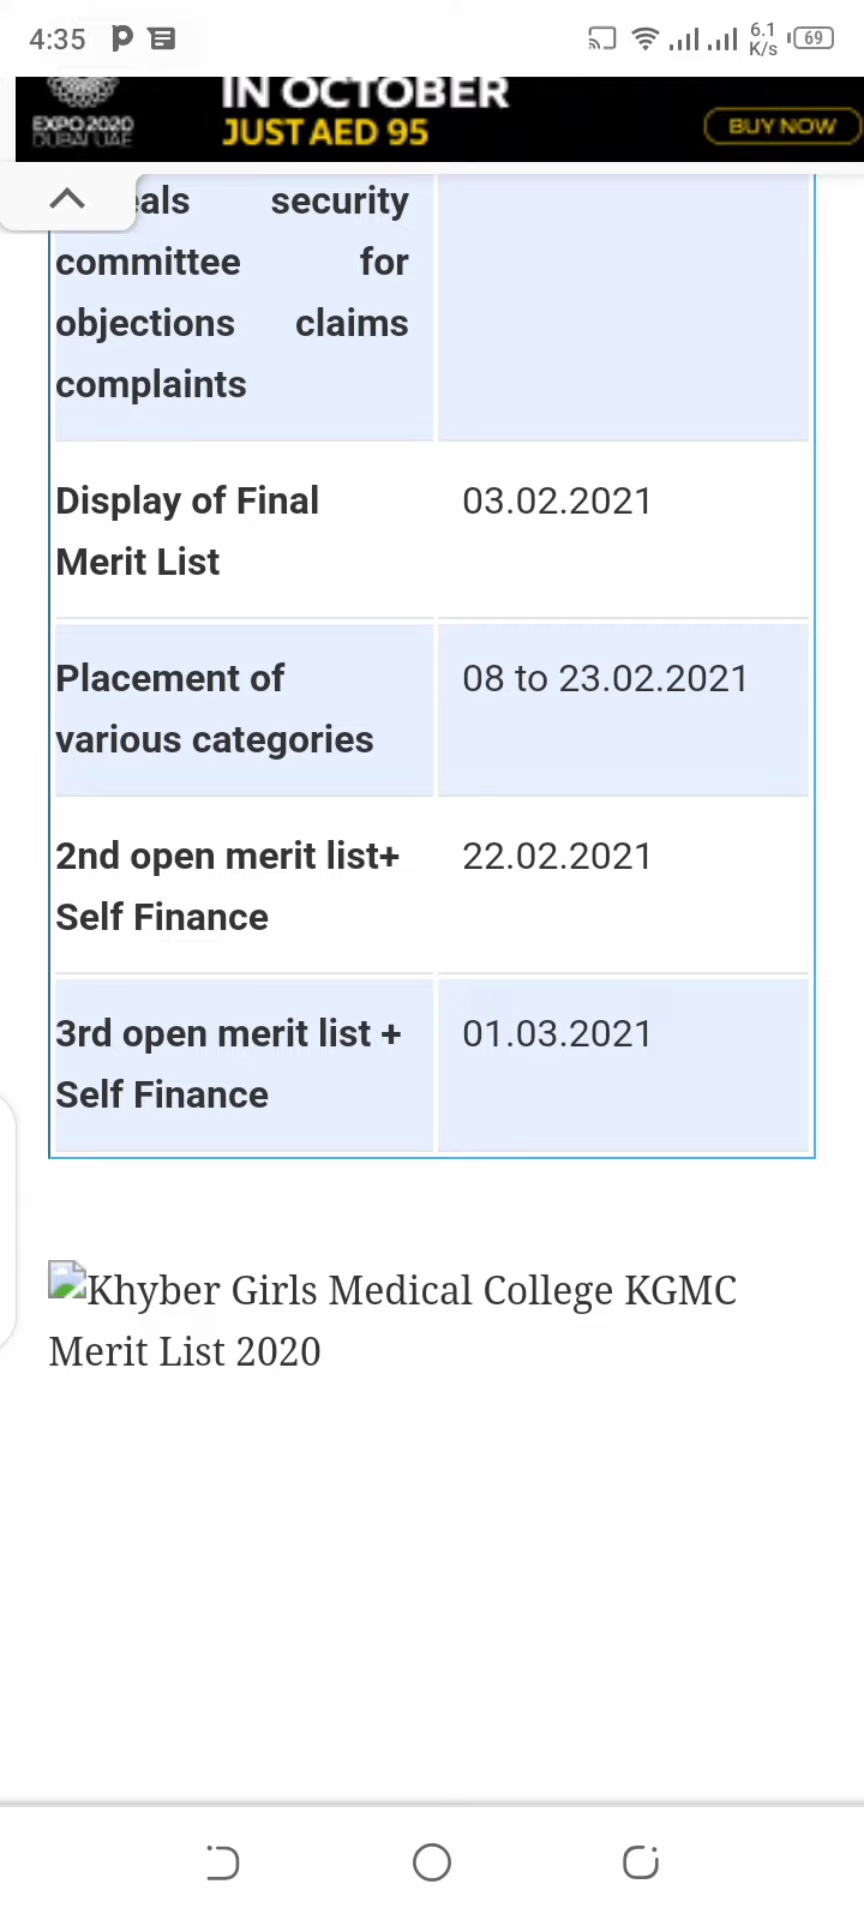 4:35
6.1
K/s
69
IN OCTOBER
EXPO 2020
DUBAI UAE
JUST AED 95
BUY NOW
security
committee for
objections claims
complaints
Display of Final
Merit List
03.02.2021
Placement of
various categories
08 to 23.02.2021
2nd open merit list+
Self Finance
22.02.2021
3rd open merit list +
Self Finance
01.03.2021
Khyber Girls Medical College KGMC
Merit List 2020